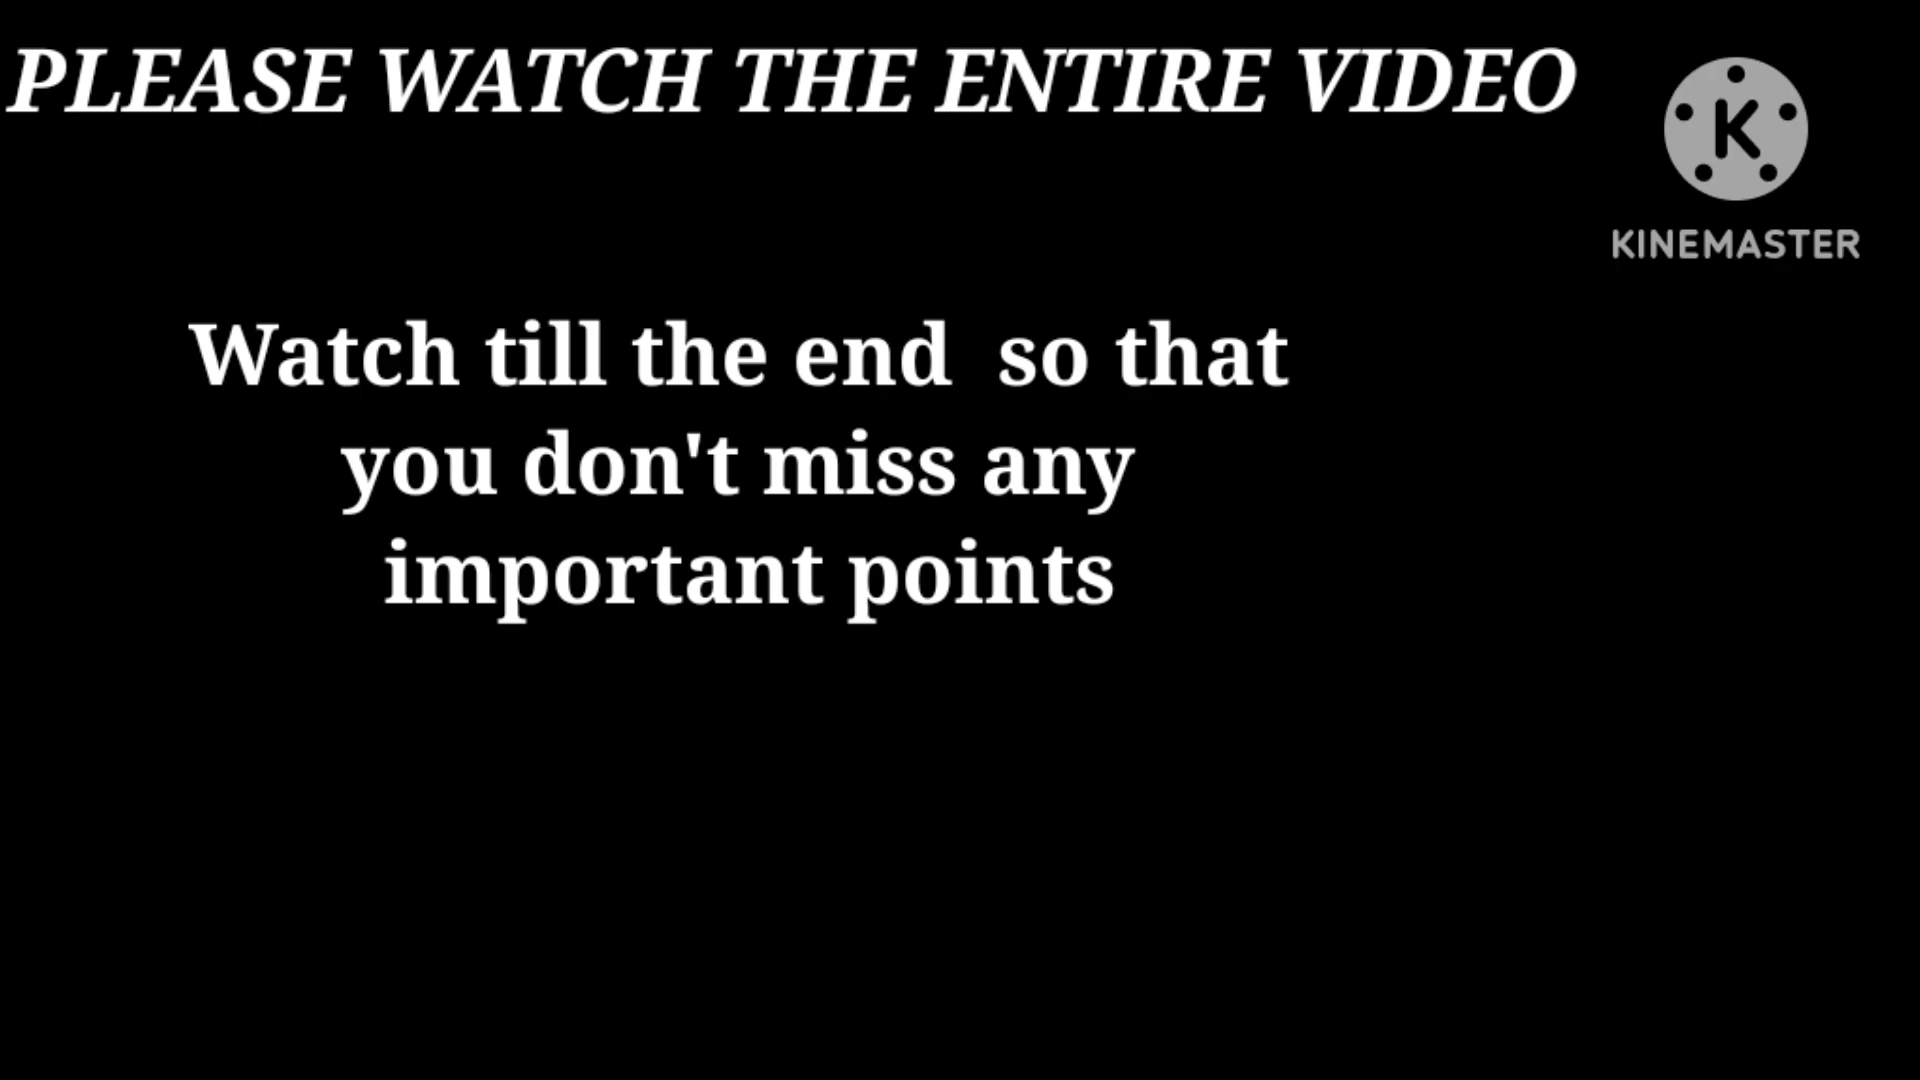 PLEASE WATCH THE ENTIRE VIDEO
K
KINEMASTER
Watch till the end  so that
you don't miss any
important points